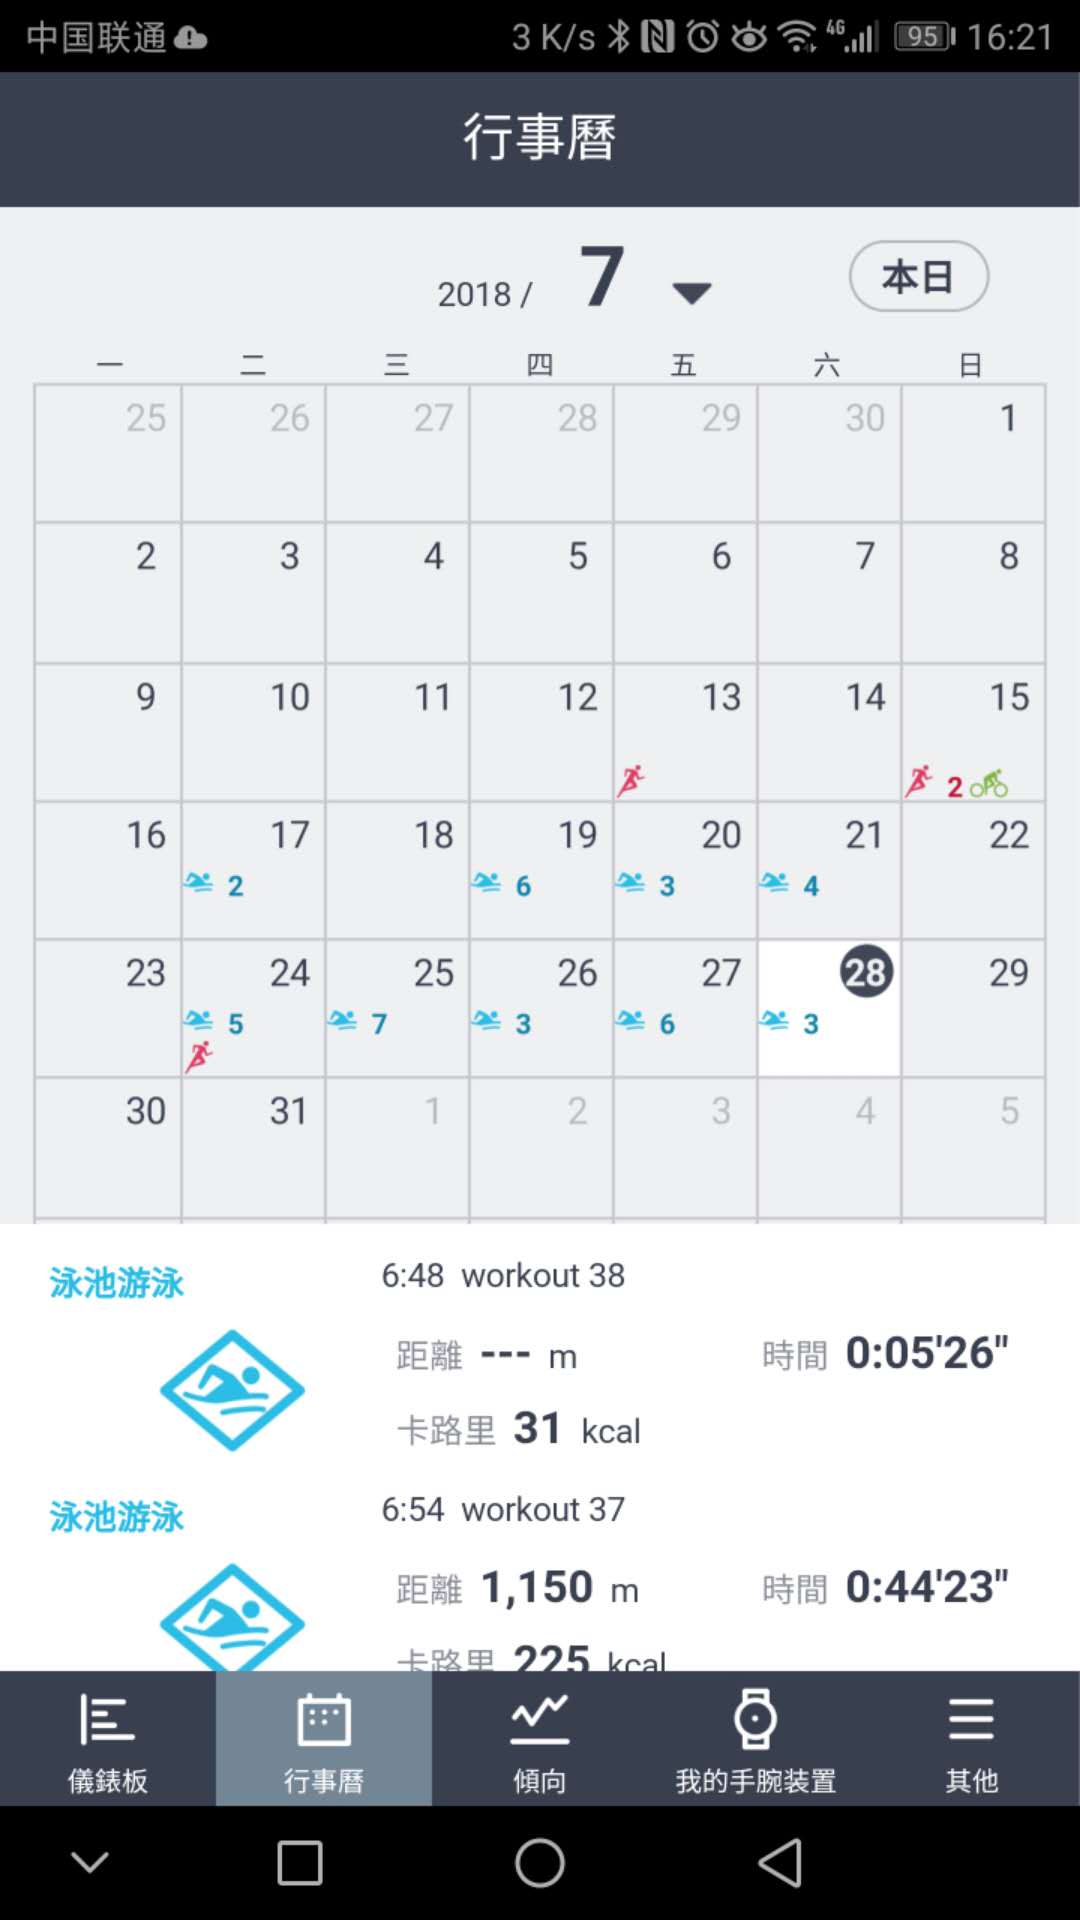 中国联通 3 K/s 4G 95 16:21
行事曆
2018 / 7 本日
一 二 三 四 五 六 日
25 26 27 28 29 30 1
2 3 4 5 6 7 8
9 10 11 12 13 14 15
2
16 17 18 19 20 21 22
2 6 3 4
23 24 25 26 27 28 29
5 7 3 6 3
30 31 1 2 3 4 5
泳池游泳 6:48 workout 38
距離 --- m 時間 0:05'26"
卡路里 31 kcal
泳池游泳 6:54 workout 37
距離 1,150 m 時間 0:44'23"
卡路里 225 kcal
儀錶板 行事曆 傾向 我的手腕装置 其他